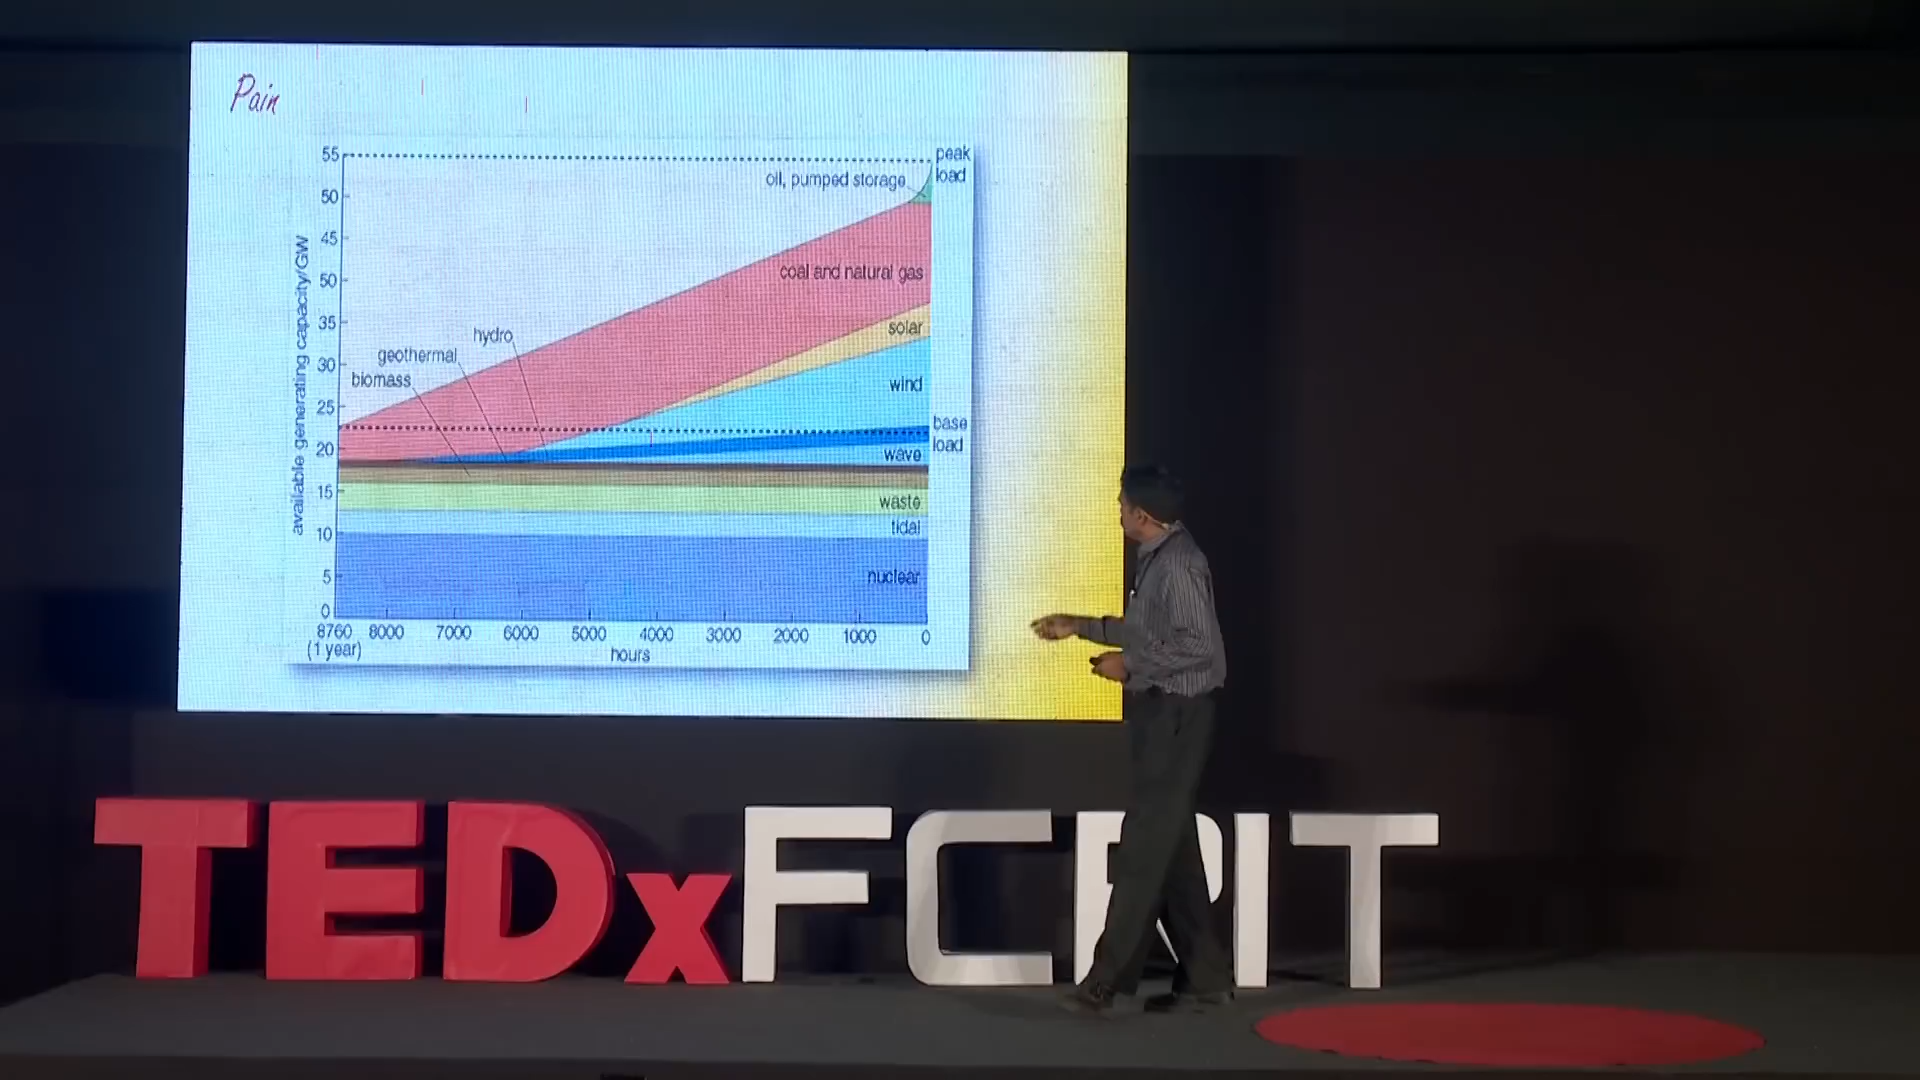 Pain
55
50
45
50
35
30
25
20
15
10
5
0
available generating capacity/GW
peak
load
oil, pumped storage
coal and natural gas
solar
hydro
geothermal
biomass
wind
base
load
wave
waste
tidal
nuclear
8760 8000 7000 6000 5000 4000 3000 2000 1000 0
(1 year)
hours
TEDxFCRIT